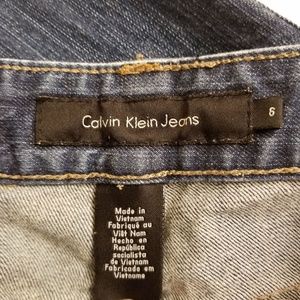 Calvin Klein Jeans
6
Made in
Vietnam
Fabriqué au
Việt Nam
Hecho en
República
socialista
de Vietnam
Fabricado em
Vietname